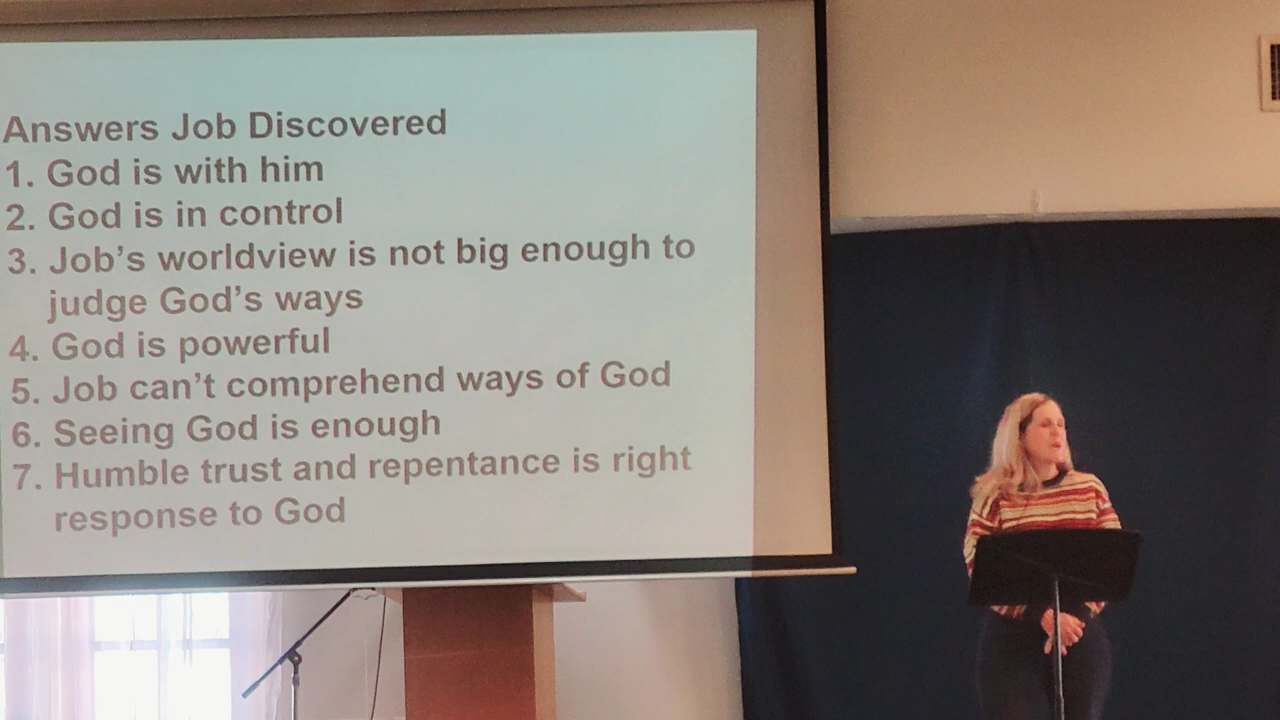 Answers Job Discovered
1. God is with him
2. God is in control
3. Job's worldview is not big enough to
judge God's ways
4. God is powerful
5. Job can't comprehend ways of God
6. Seeing God is enough
7. Humble trust and repentance is right
response to God